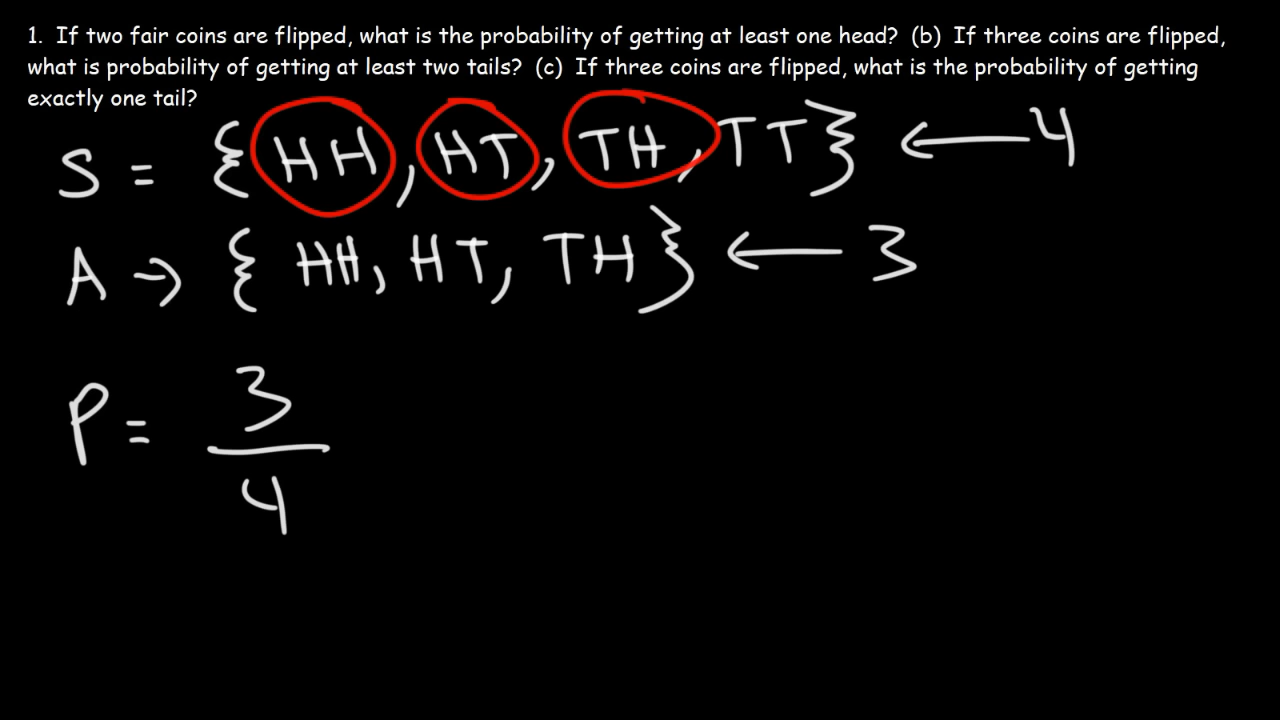 1. If two fair coins are flipped, what is the probability of getting at least one head? (b) If three coins are flipped,
what is probability of getting at least two tails? (c) If three coins are flipped, what is the probability of getting
exactly one tail?
S = { HH, HT, TH, TT} ← 4
A → { HH, HT, TH} ← 3
P = 3/4